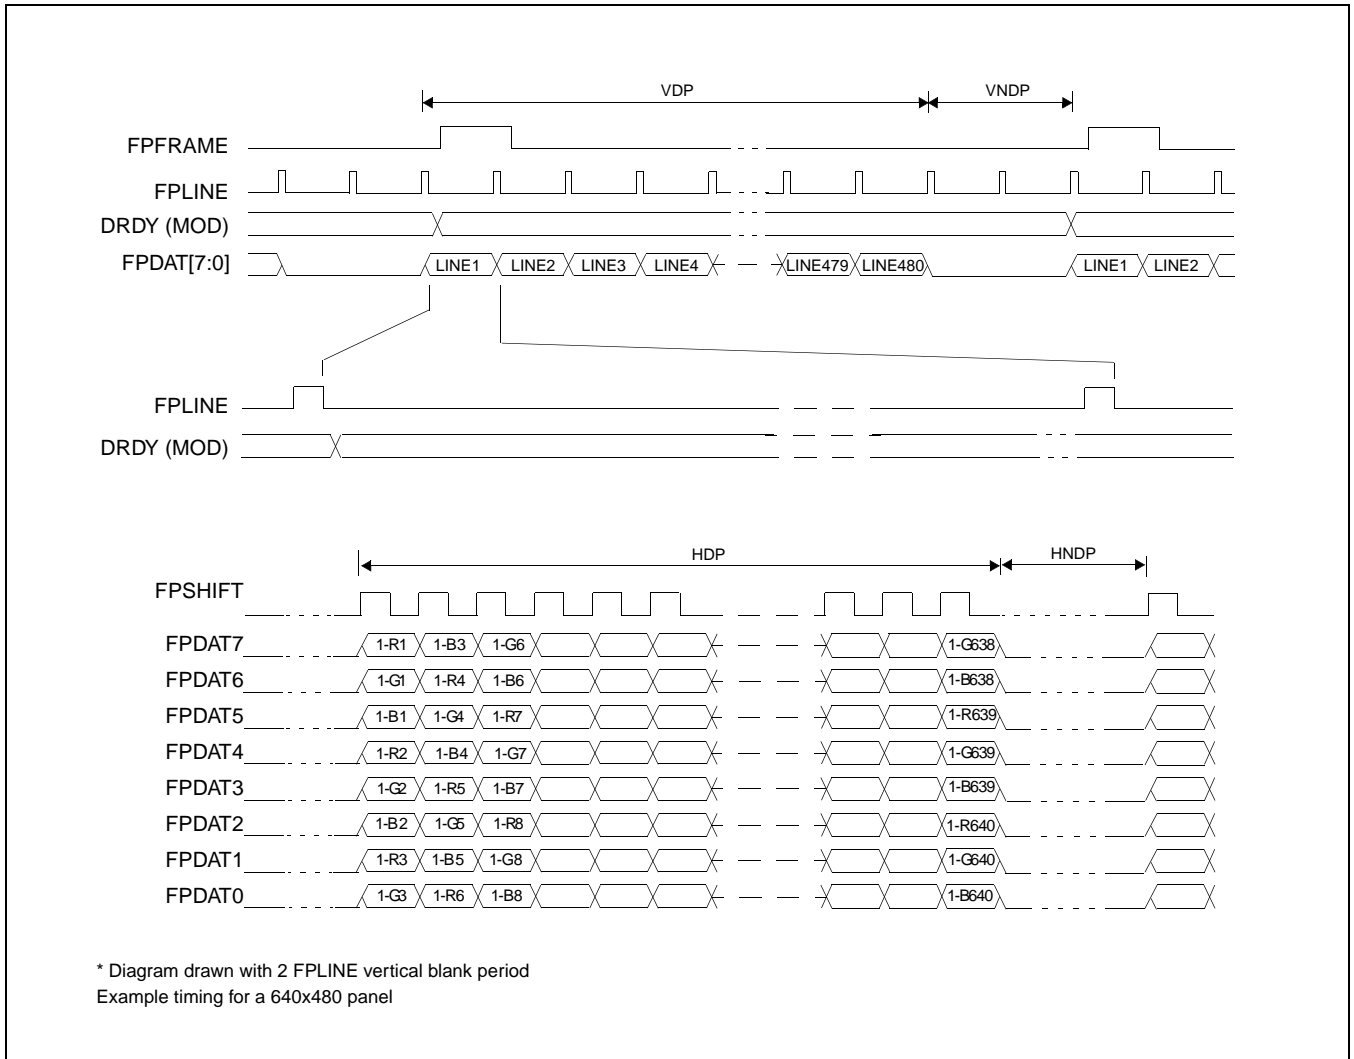 VDP VNDP
FPFRAME
FPLINE
DRDY (MOD)
FPDAT[7:0] LINE1 LINE2 LINE3 LINE4 LINE479 LINE480 LINE1 LINE2
FPLINE
DRDY (MOD)
HDP HNDP
FPSHIFT
FPDAT7 1-R1 1-B3 1-G6 1-G638
FPDAT6 1-G1 1-R4 1-B6 1-B638
FPDAT5 1-B1 1-G4 1-R7 1-R639
FPDAT4 1-R2 1-B4 1-G7 1-G639
FPDAT3 1-G2 1-R5 1-B7 1-B639
FPDAT2 1-B2 1-G5 1-R8 1-R640
FPDAT1 1-R3 1-B5 1-G8 1-G640
FPDAT0 1-G3 1-R6 1-B8 1-B640
* Diagram drawn with 2 FPLINE vertical blank period
Example timing for a 640x480 panel